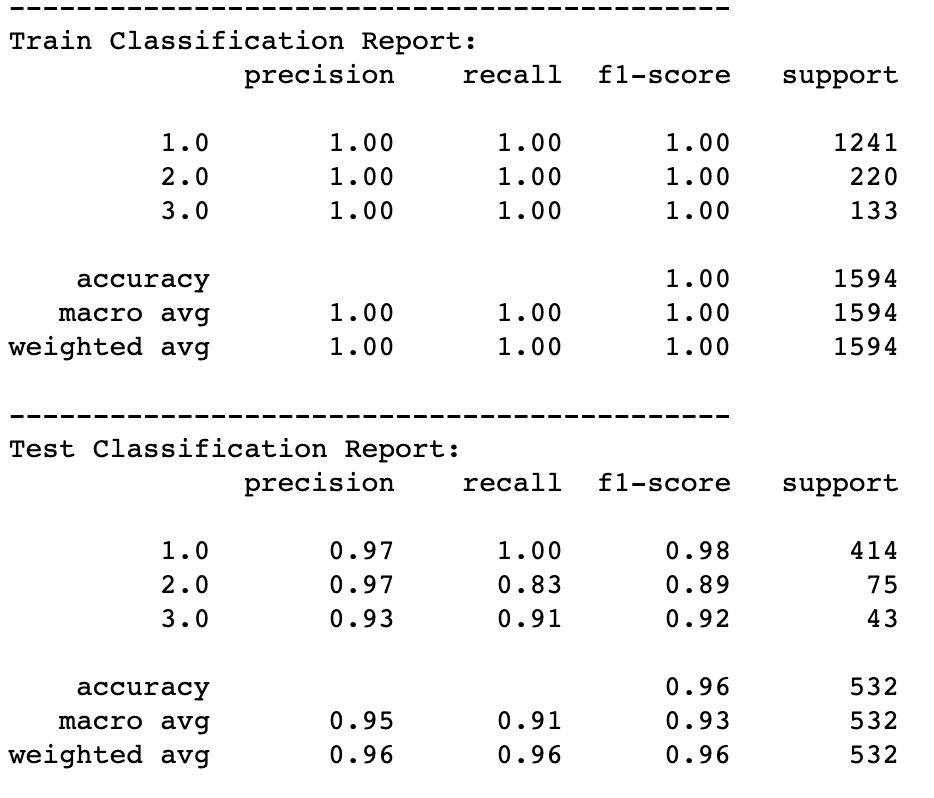 -------------------------------------------
Train Classification Report:
              precision    recall  f1-score   support

         1.0       1.00      1.00      1.00      1241
         2.0       1.00      1.00      1.00       220
         3.0       1.00      1.00      1.00       133

    accuracy                           1.00      1594
   macro avg       1.00      1.00      1.00      1594
weighted avg       1.00      1.00      1.00      1594

-------------------------------------------
Test Classification Report:
              precision    recall  f1-score   support

         1.0       0.97      1.00      0.98       414
         2.0       0.97      0.83      0.89        75
         3.0       0.93      0.91      0.92        43

    accuracy                           0.96       532
   macro avg       0.95      0.91      0.93       532
weighted avg       0.96      0.96      0.96       532